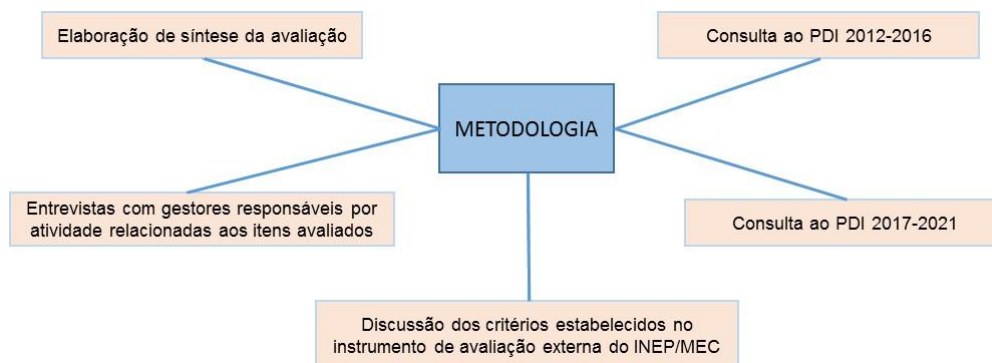 Elaboração de síntese da avaliação
Consulta ao PDI 2012-2016
METODOLOGIA
Entrevistas com gestores responsáveis por
atividade relacionadas aos itens avaliados
Consulta ao PDI 2017-2021
Discussão dos critérios estabelecidos no
instrumento de avaliação externa do INEP/MEC